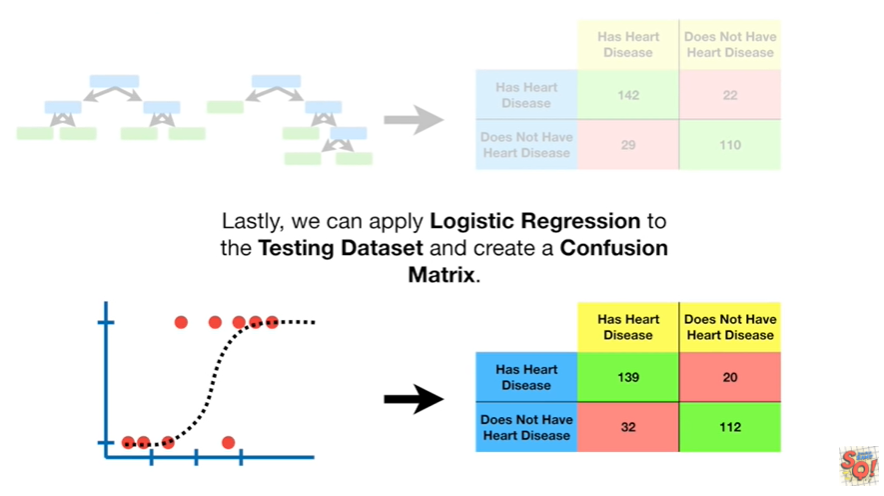 Has Heart
Disease
Does Not Have
Heart Disease
Has Heart
Disease
142
22
Does Not Have
Heart Disease
29
110
Lastly, we can apply Logistic Regression to
the Testing Dataset and create a Confusion
Matrix.
Has Heart
Disease
Does Not Have
Heart Disease
Has Heart
Disease
139
20
Does Not Have
Heart Disease
32
112
SQ!